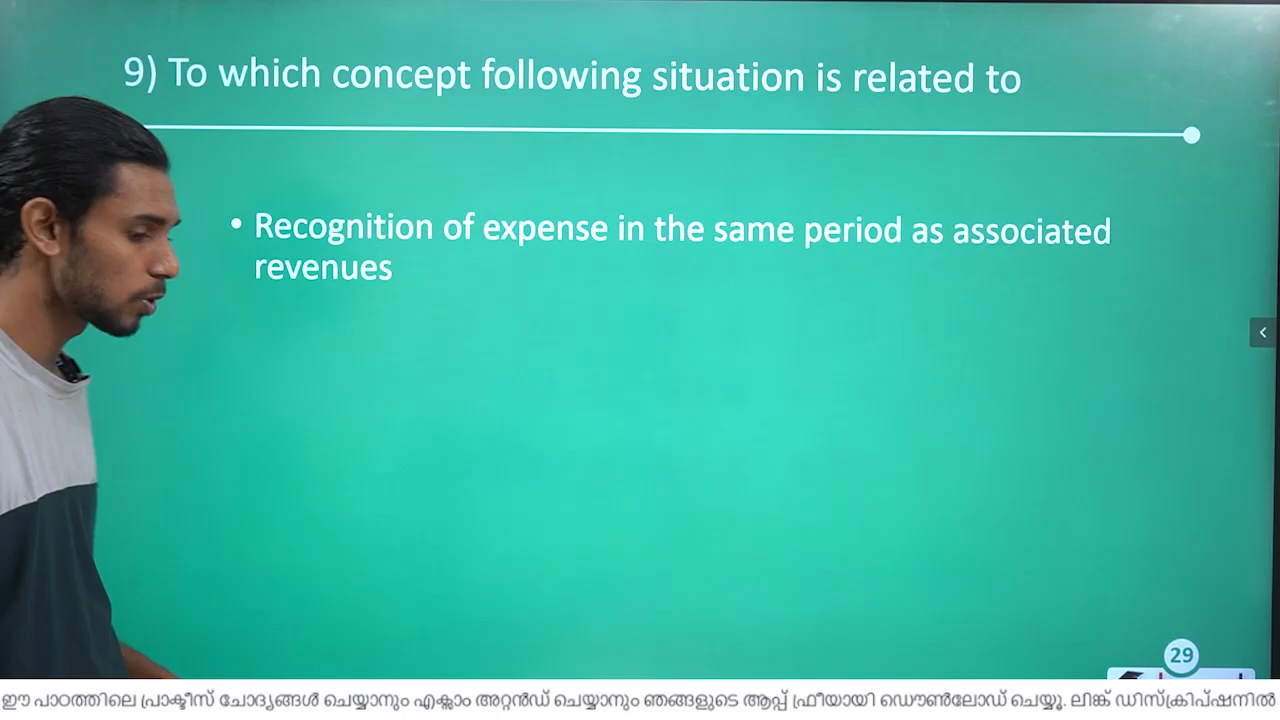 9) To which concept following situation is related to
• Recognition of expense in the same period as associated
revenues
29
ഈ പാഠത്തിലെ പ്രാക്ടീസ് ചോദ്യങ്ങൾ ചെയ്യാനും എക്സാം അറ്റൻഡ് ചെയ്യാനും ഞങ്ങളുടെ ആപ്പ് ഫ്രീയായി ഡൌൺലോഡ് ചെയ്യൂ. ലിങ്ക് ഡിസ്ക്രിപ്ഷനിൽ